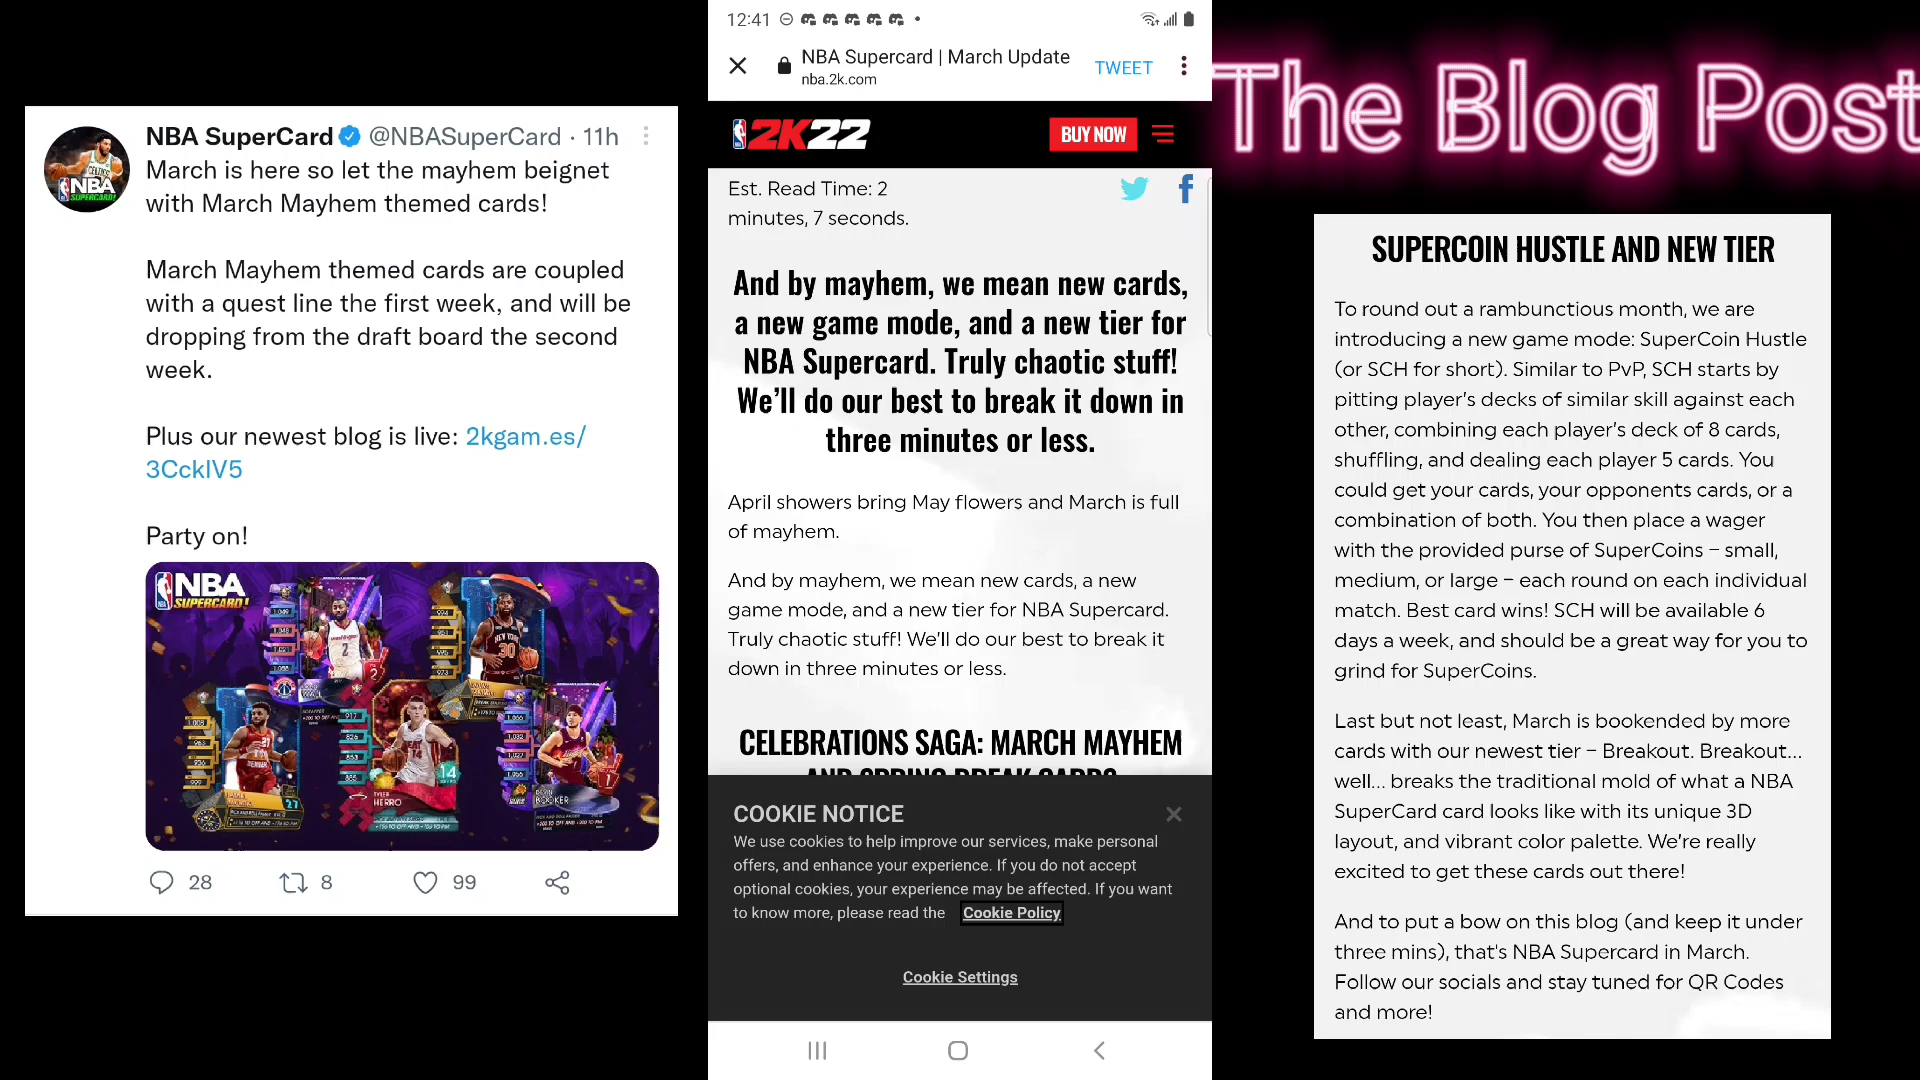 NBA SuperCard @NBASuperCard · 11h
March is here so let the mayhem beignet
with March Mayhem themed cards!
March Mayhem themed cards are coupled
with a quest line the first week, and will be
dropping from the draft board the second
week.
Plus our newest blog is live: 2kgam.es/
3CckIV5
Party on!
NBA
SUPERCARD!
NEW YORK
30
2
DENVER
27
917
826
853
14
TYLER
HERRO
DEVIN
BOOKER
28
8
99
12:41
NBA Supercard | March Update
nba.2k.com
TWEET
2K22
BUY NOW
Est. Read Time: 2
minutes, 7 seconds.
And by mayhem, we mean new cards,
a new game mode, and a new tier for
NBA Supercard. Truly chaotic stuff!
We'll do our best to break it down in
three minutes or less.
April showers bring May flowers and March is full
of mayhem.
And by mayhem, we mean new cards, a new
game mode, and a new tier for NBA Supercard.
Truly chaotic stuff! We'll do our best to break it
down in three minutes or less.
CELEBRATIONS SAGA: MARCH MAYHEM
AND SPRING BREAK CARDS
COOKIE NOTICE
We use cookies to help improve our services, make personal
offers, and enhance your experience. If you do not accept
optional cookies, your experience may be affected. If you want
to know more, please read the Cookie Policy
Cookie Settings
The Blog Post
SUPERCOIN HUSTLE AND NEW TIER
To round out a rambunctious month, we are
introducing a new game mode: SuperCoin Hustle
(or SCH for short). Similar to PvP, SCH starts by
pitting player's decks of similar skill against each
other, combining each player's deck of 8 cards,
shuffling, and dealing each player 5 cards. You
could get your cards, your opponents cards, or a
combination of both. You then place a wager
with the provided purse of SuperCoins – small,
medium, or large – each round on each individual
match. Best card wins! SCH will be available 6
days a week, and should be a great way for you to
grind for SuperCoins.
Last but not least, March is bookended by more
cards with our newest tier – Breakout. Breakout...
well... breaks the traditional mold of what a NBA
SuperCard card looks like with its unique 3D
layout, and vibrant color palette. We're really
excited to get these cards out there!
And to put a bow on this blog (and keep it under
three mins), that's NBA Supercard in March.
Follow our socials and stay tuned for QR Codes
and more!